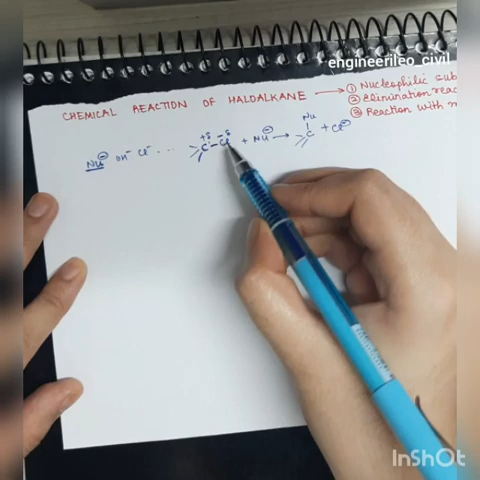 engineerileo_civil
CHEMICAL REACTION OF HALOALKANE → ① Nucleophilic sub
② Elimination reac
③ Reaction with m
Nu⊖ OH⁻ Cl⁻ ... C^+δ–Cl^-δ + Nu⊖ → Nu–C + Cl⊖
InShOt